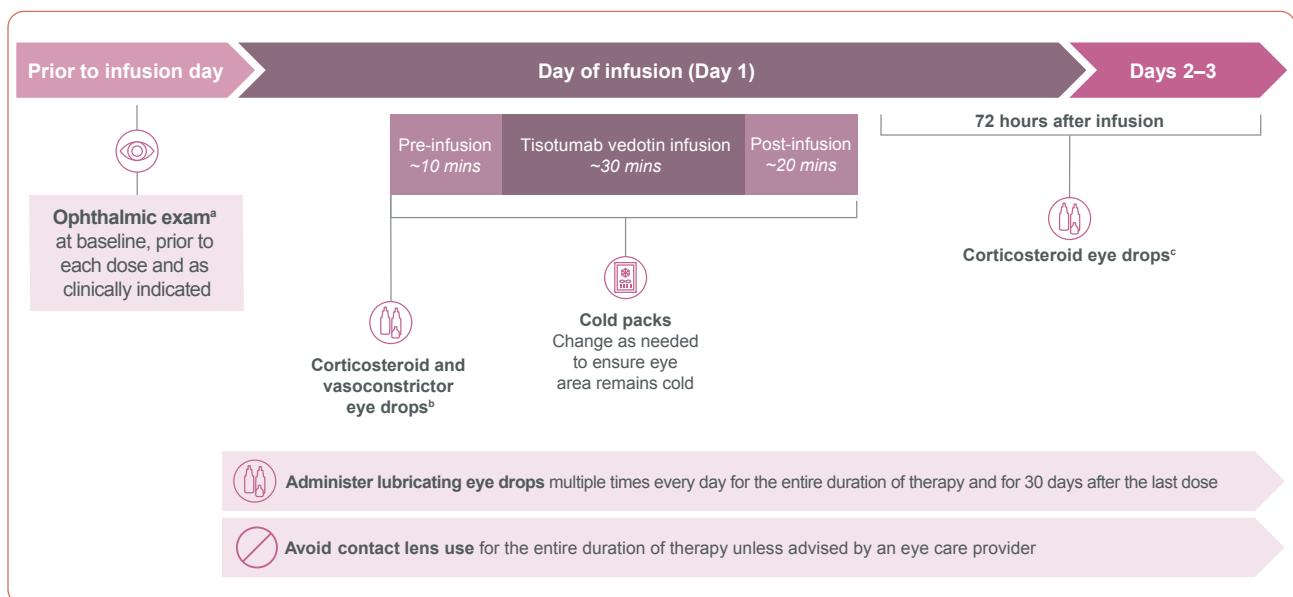 Prior to infusion day
Day of infusion (Day 1)
Days 2–3
Pre-infusion
~10 mins
Tisotumab vedotin infusion
~30 mins
Post-infusion
~20 mins
72 hours after infusion
Ophthalmic examᵃ
at baseline, prior to
each dose and as
clinically indicated
Corticosteroid and
vasoconstrictor
eye dropsᵇ
Cold packs
Change as needed
to ensure eye
area remains cold
Corticosteroid eye dropsᶜ
Administer lubricating eye drops multiple times every day for the entire duration of therapy and for 30 days after the last dose
Avoid contact lens use for the entire duration of therapy unless advised by an eye care provider